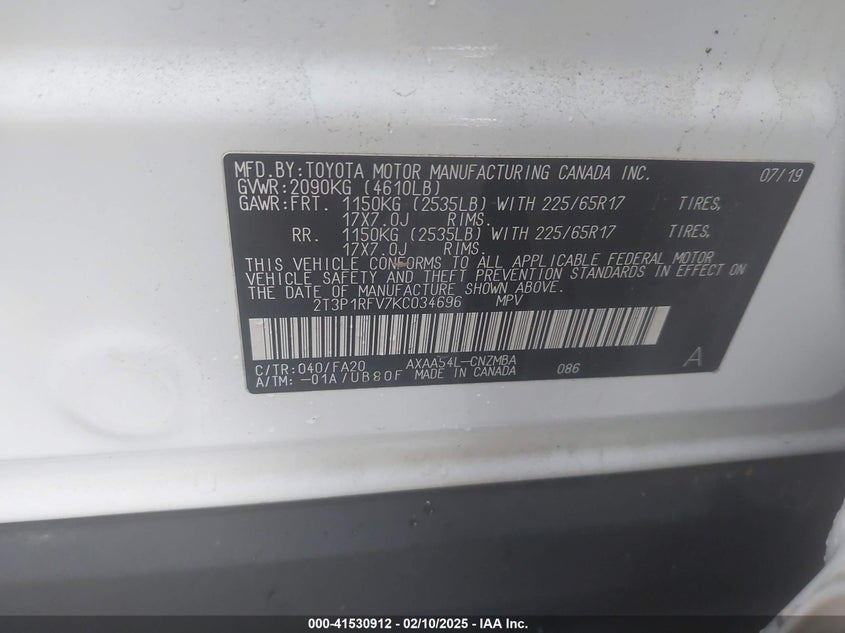 MFD.BY:TOYOTA MOTOR MANUFACTURING CANADA INC. 07/19
GVWR:2090KG (4610LB)
GAWR:FRT. 1150KG (2535LB) WITH 225/65R17 TIRES,
17X7.0J RIMS.
RR. 1150KG (2535LB) WITH 225/65R17 TIRES,
17X7.0J RIMS.
THIS VEHICLE CONFORMS TO ALL APPLICABLE FEDERAL MOTOR
VEHICLE SAFETY AND THEFT PREVENTION STANDARDS IN EFFECT ON
THE DATE OF MANUFACTURE SHOWN ABOVE.
2T3P1RFV7KC034696 MPV
C/TR:040/FA20 AXAA54L-CNZMBA 086 A
A/TM:-01A/UB80F MADE IN CANADA
000-41530912 - 02/10/2025 - IAA Inc.